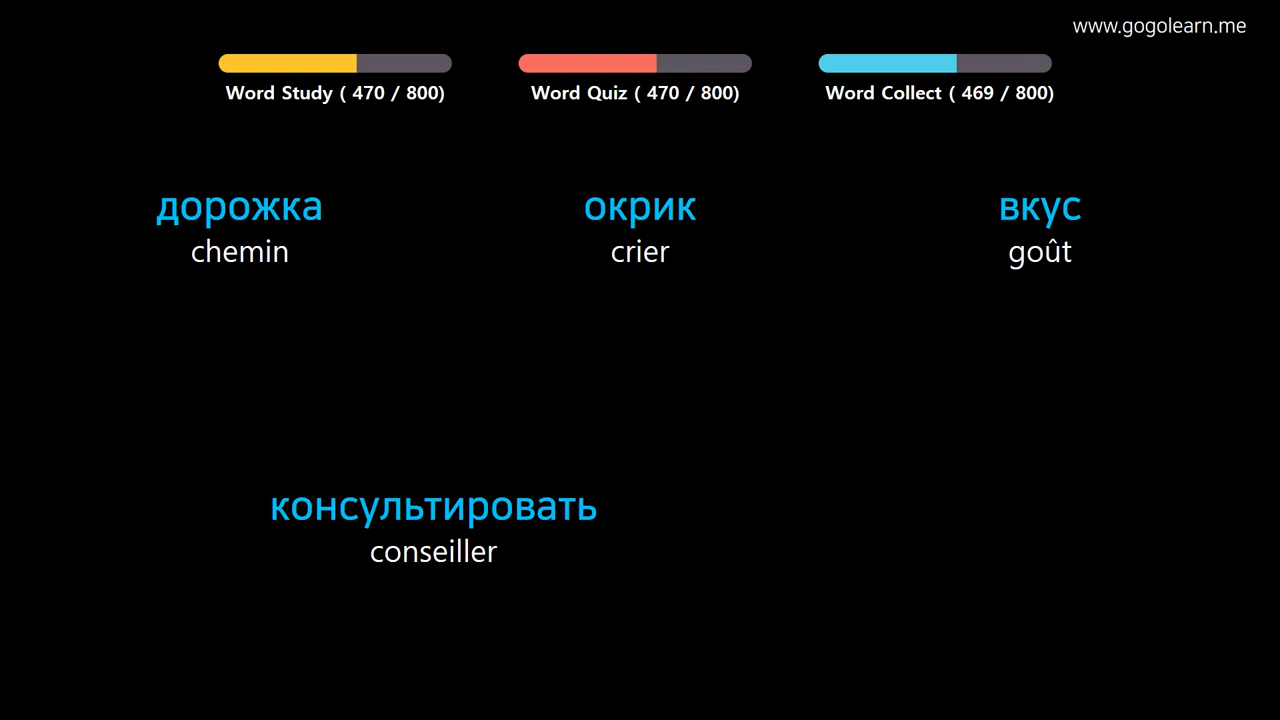 www.gogolearn.me
Word Study ( 470 / 800)
Word Quiz ( 470 / 800)
Word Collect ( 469 / 800)
дорожка
chemin
окрик
crier
вкус
goût
консультировать
conseiller